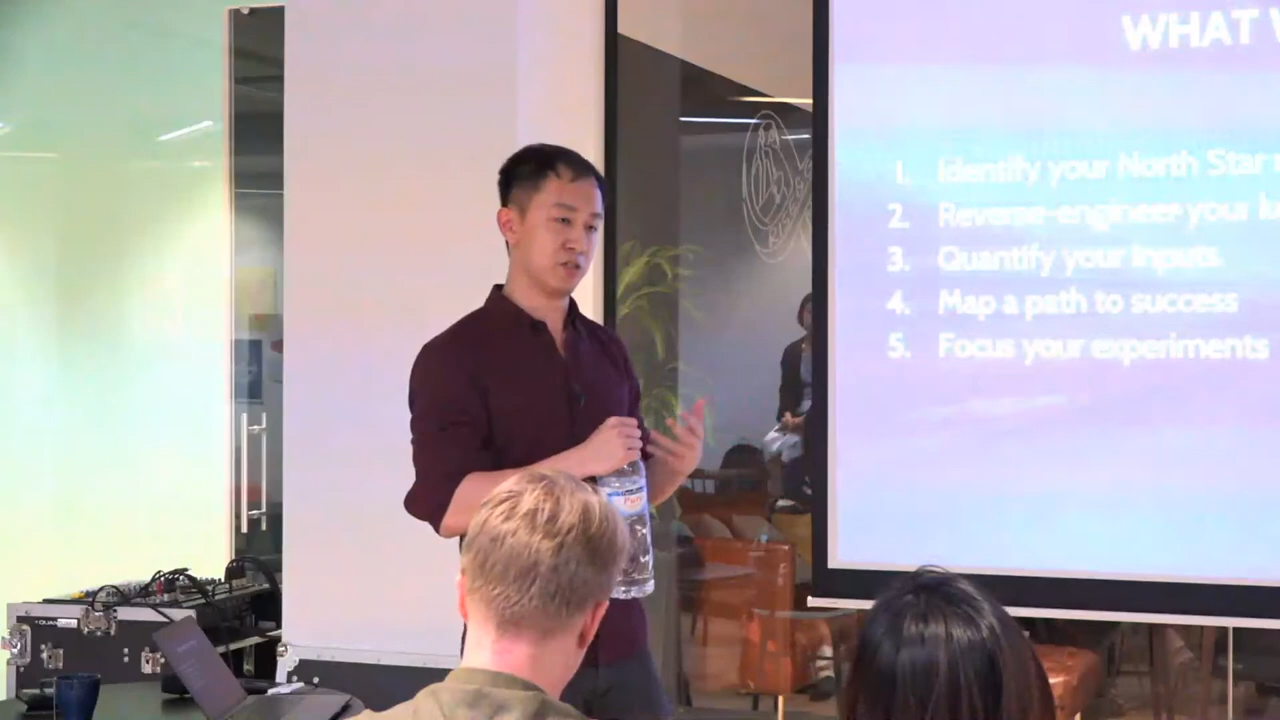 WHAT
1. Identify your North Star
2. Reverse-engineer your
3. Quantify your inputs
4. Map a path to success
5. Focus your experiments
Pure